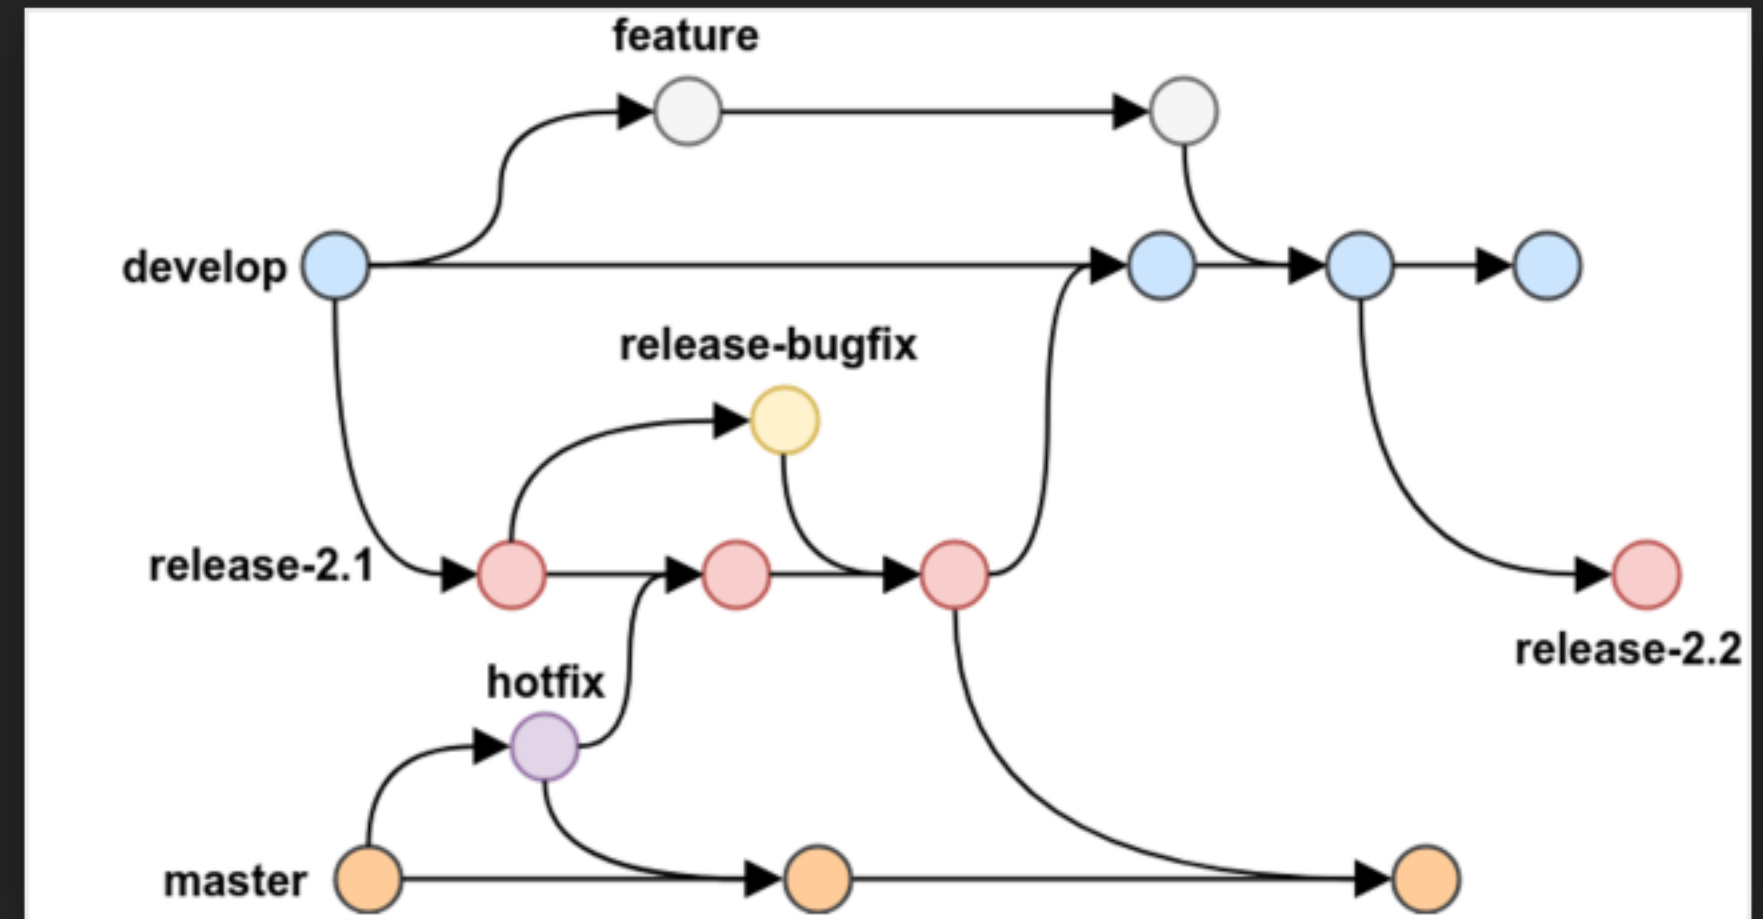 feature
develop
release-bugfix
release-2.1
release-2.2
hotfix
master